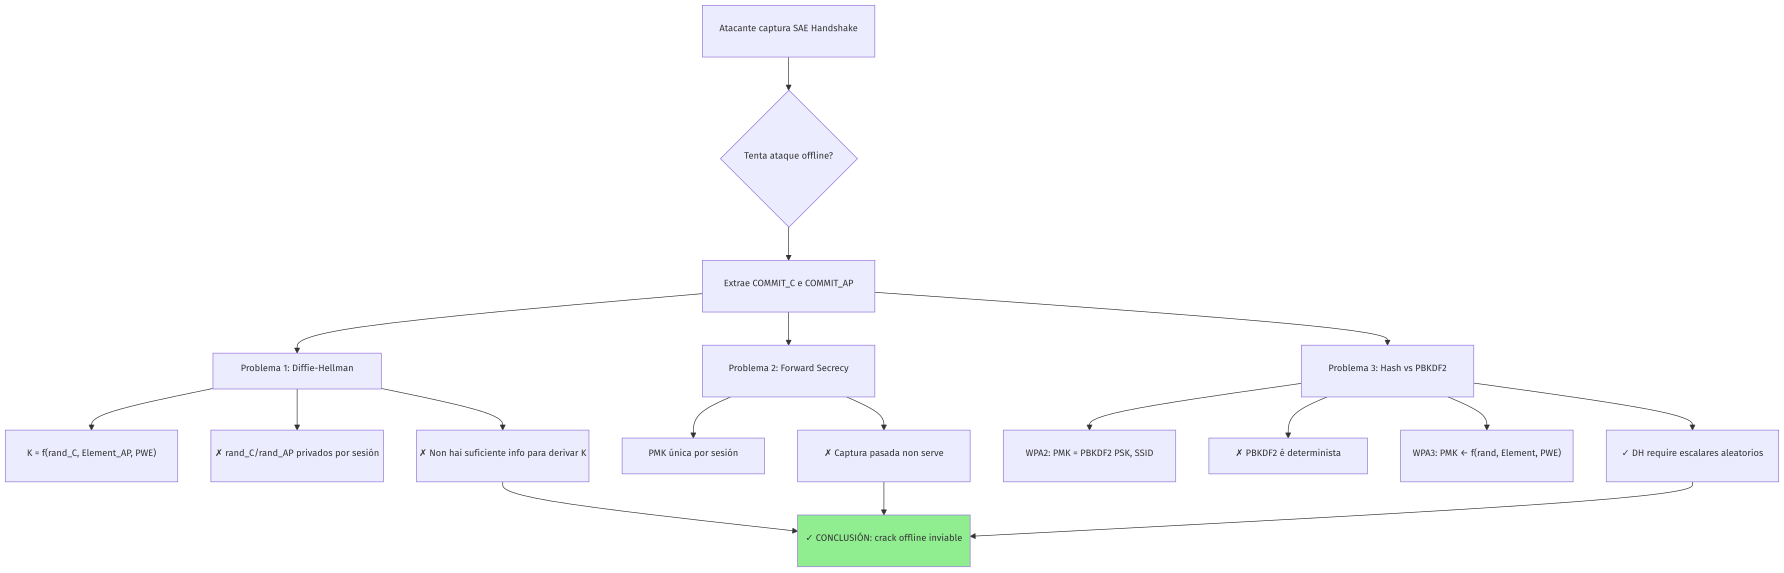 Atacante captura SAE Handshake
Tenta ataque offline?
Extrae COMMIT_C e COMMIT_AP
Problema 1: Diffie-Hellman
Problema 2: Forward Secrecy
Problema 3: Hash vs PBKDF2
K = f(rand_C, Element_AP, PWE)
✗ rand_C/rand_AP privados por sesión
✗ Non hai suficiente info para derivar K
PMK única por sesión
✗ Captura pasada non serve
WPA2: PMK = PBKDF2 PSK, SSID
✗ PBKDF2 é determinista
WPA3: PMK ← f(rand, Element, PWE)
✓ DH require escalares aleatorios
✓ CONCLUSIÓN: crack offline inviable